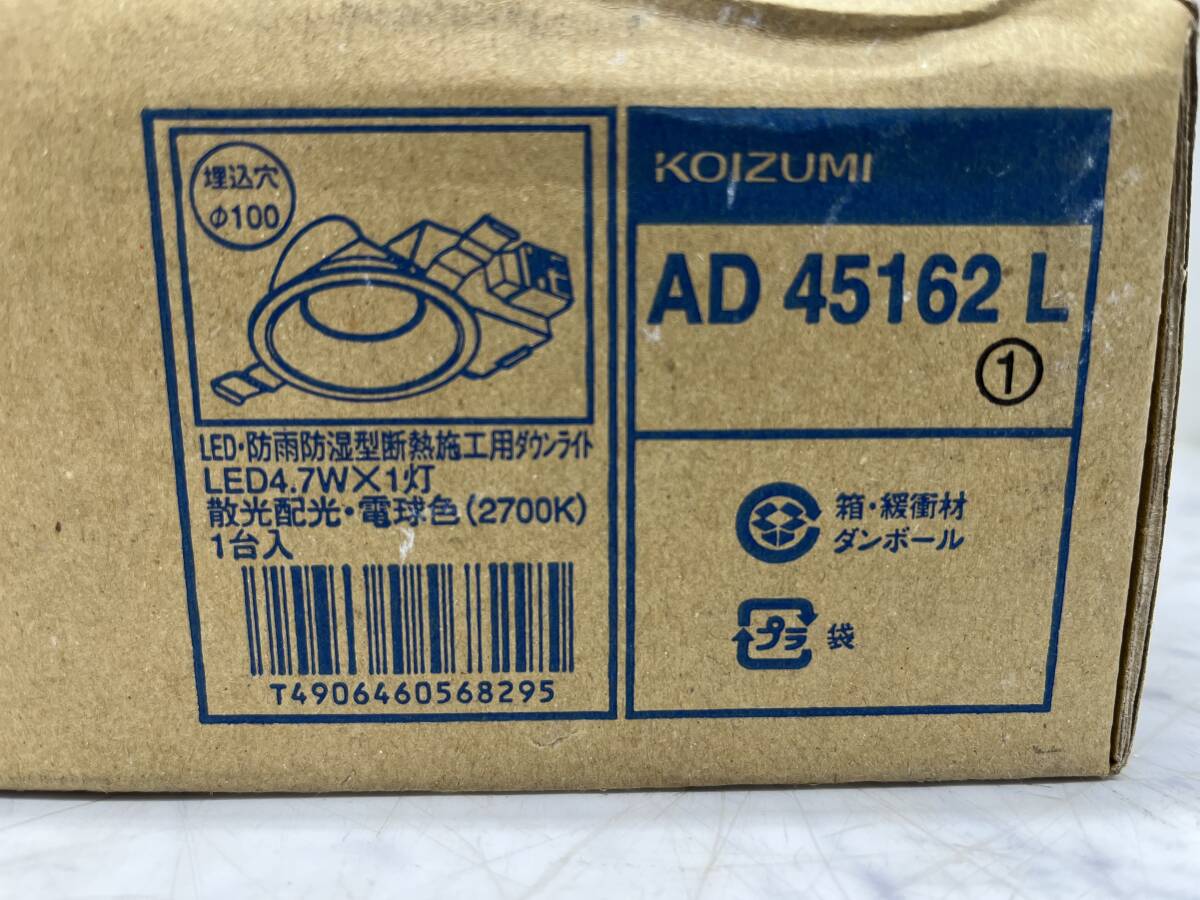 埋込穴
Φ100
LED・防雨防湿型断熱施工用ダウンライト
LED4.7W×1灯
散光配光・電球色(2700K)
1台入
T4906460568295
KOIZUMI
AD 45162 L
①
箱・緩衝材
ダンボール
プラ 袋